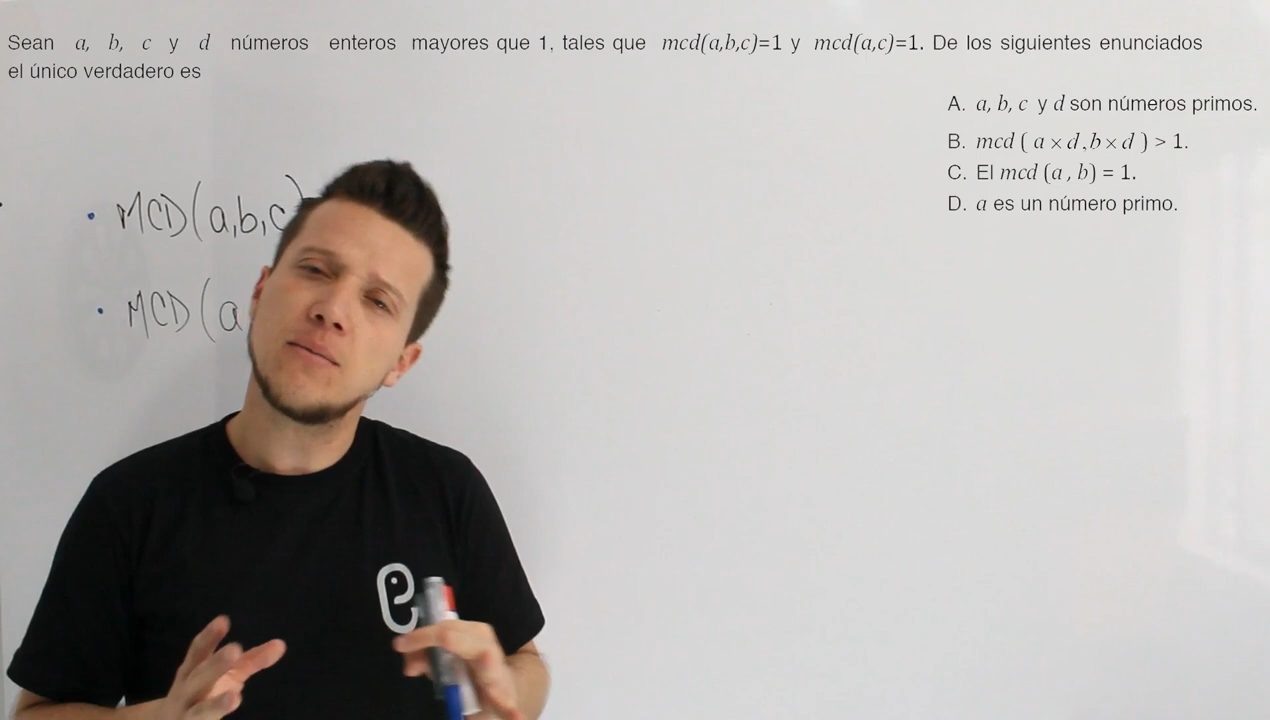 Sean a, b, c y d números enteros mayores que 1, tales que mcd(a,b,c)=1 y mcd(a,c)=1. De los siguientes enunciados
el único verdadero es
A. a, b, c y d son números primos.
B. mcd ( a × d , b × d ) > 1.
C. El mcd (a , b) = 1.
D. a es un número primo.
• MCD(a,b,c)
• MCD(a
e